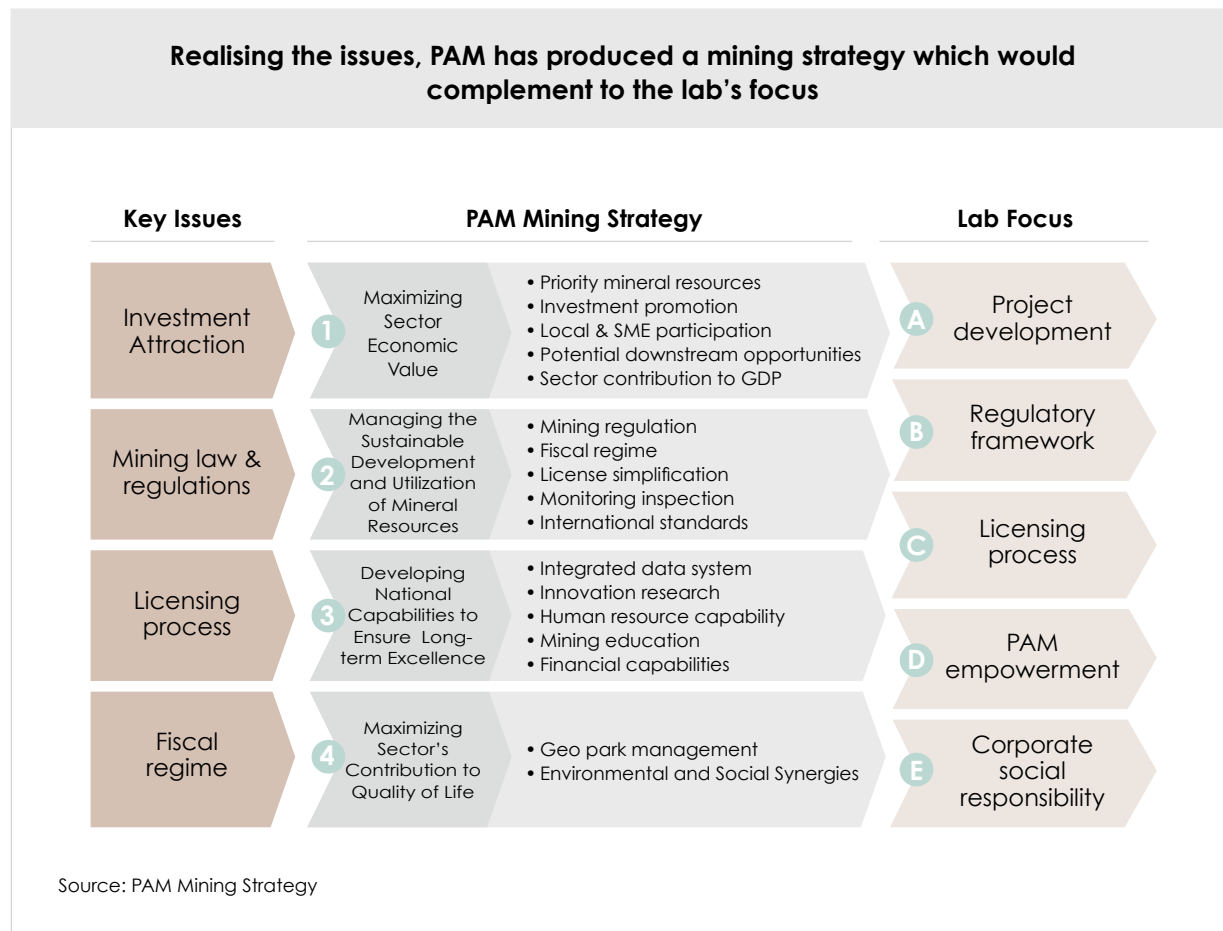 Realising the issues, PAM has produced a mining strategy which would
complement to the lab's focus
Key Issues
PAM Mining Strategy
Lab Focus
Investment
Attraction
1
Maximizing
Sector
Economic
Value
• Priority mineral resources
• Investment promotion
• Local & SME participation
• Potential downstream opportunities
• Sector contribution to GDP
Mining law &
regulations
2
Managing the
Sustainable
Development
and Utilization
of Mineral
Resources
• Mining regulation
• Fiscal regime
• License simplification
• Monitoring inspection
• International standards
Licensing
process
3
Developing
National
Capabilities to
Ensure Long-
term Excellence
• Integrated data system
• Innovation research
• Human resource capability
• Mining education
• Financial capabilities
Fiscal
regime
4
Maximizing
Sector's
Contribution to
Quality of Life
• Geo park management
• Environmental and Social Synergies
A
Project
development
B
Regulatory
framework
C
Licensing
process
D
PAM
empowerment
E
Corporate
social
responsibility
Source: PAM Mining Strategy